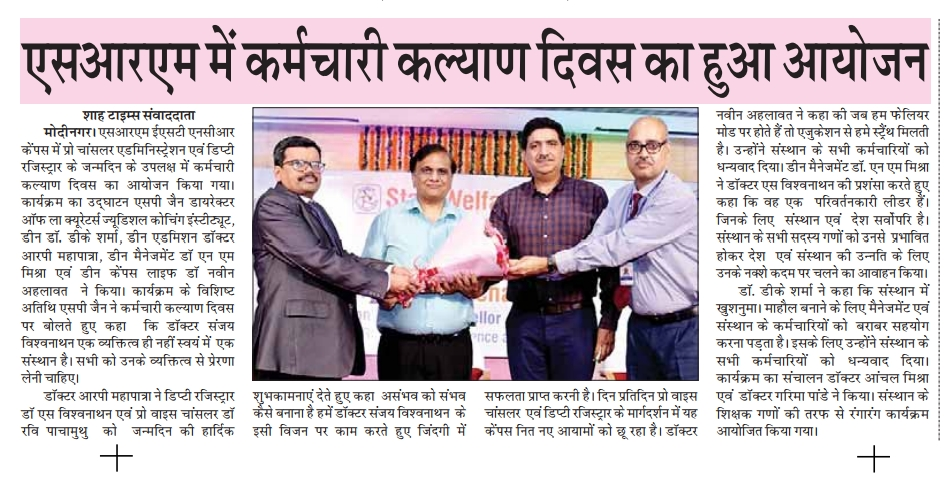 एसआरएम में कर्मचारी कल्याण दिवस का हुआ आयोजन
शाह टाइम्स संवाददाता
मोदीनगर। एसआरएम ईएसटी एनसीआर
केंपस में प्रो चांसलर एडमिनिस्ट्रेशन एवं डिप्टी
रजिस्ट्रार के जन्मदिन के उपलक्ष में कर्मचारी
कल्याण दिवस का आयोजन किया गया।
कार्यक्रम का उद्घाटन एसपी जैन डायरेक्टर
ऑफ ला क्यूरेटर्स ज्यूडिशल कोचिंग इंस्टीट्यूट,
डीन डॉ. डीके शर्मा, डीन एडमिशन डॉक्टर
आरपी महापात्रा, डीन मैनेजमेंट डॉ एन एम
मिश्रा एवं डीन केंपस लाइफ डॉ नवीन
अहलावत ने किया। कार्यक्रम के विशिष्ट
अतिथि एसपी जैन ने कर्मचारी कल्याण दिवस
पर बोलते हुए कहा कि डॉक्टर संजय
विश्वनाथन एक व्यक्तित्व ही नहीं स्वयं में एक
संस्थान है। सभी को उनके व्यक्तित्व से प्रेरणा
लेनी चाहिए।
डॉक्टर आरपी महापात्रा ने डिप्टी रजिस्ट्रार
डॉ एस विश्वनाथन एवं प्रो वाइस चांसलर डॉ
रवि पाचामुथु को जन्मदिन की हार्दिक
Staff Welfa
ena
ellor
ence a
शुभकामनाएं देते हुए कहा असंभव को संभव
कैसे बनाना है हमें डॉक्टर संजय विश्वनाथन के
इसी विजन पर काम करते हुए जिंदगी में
सफलता प्राप्त करनी है। दिन प्रतिदिन प्रो वाइस
चांसलर एवं डिप्टी रजिस्ट्रार के मार्गदर्शन में यह
केंपस नित नए आयामों को छू रहा है। डॉक्टर
नवीन अहलावत ने कहा की जब हम फेलियर
मोड पर होते हैं तो एजुकेशन से हमे स्ट्रैंथ मिलती
है। उन्होंने संस्थान के सभी कर्मचारियों को
धन्यवाद दिया। डीन मैनेजमेंट डॉ. एन एम मिश्रा
ने डॉक्टर एस विश्वनाथन की प्रशंसा करते हुए
कहा कि वह एक परिवर्तनकारी लीडर हैं।
जिनके लिए संस्थान एवं देश सर्वोपरि है।
संस्थान के सभी सदस्य गणों को उनसे प्रभावित
होकर देश एवं संस्थान की उन्नति के लिए
उनके नक्शे कदम पर चलने का आवाहन किया।
डॉ. डीके शर्मा ने कहा कि संस्थान में
खुशनुमा। माहौल बनाने के लिए मैनेजमेंट एवं
संस्थान के कर्मचारियों को बराबर सहयोग
करना पड़ता है। इसके लिए उन्होंने संस्थान के
सभी कर्मचारियों को धन्यवाद दिया।
कार्यक्रम का संचालन डॉक्टर आंचल मिश्रा
एवं डॉक्टर गरिमा पांडे ने किया। संस्थान के
शिक्षक गणों की तरफ से रंगारंग कार्यक्रम
आयोजित किया गया।